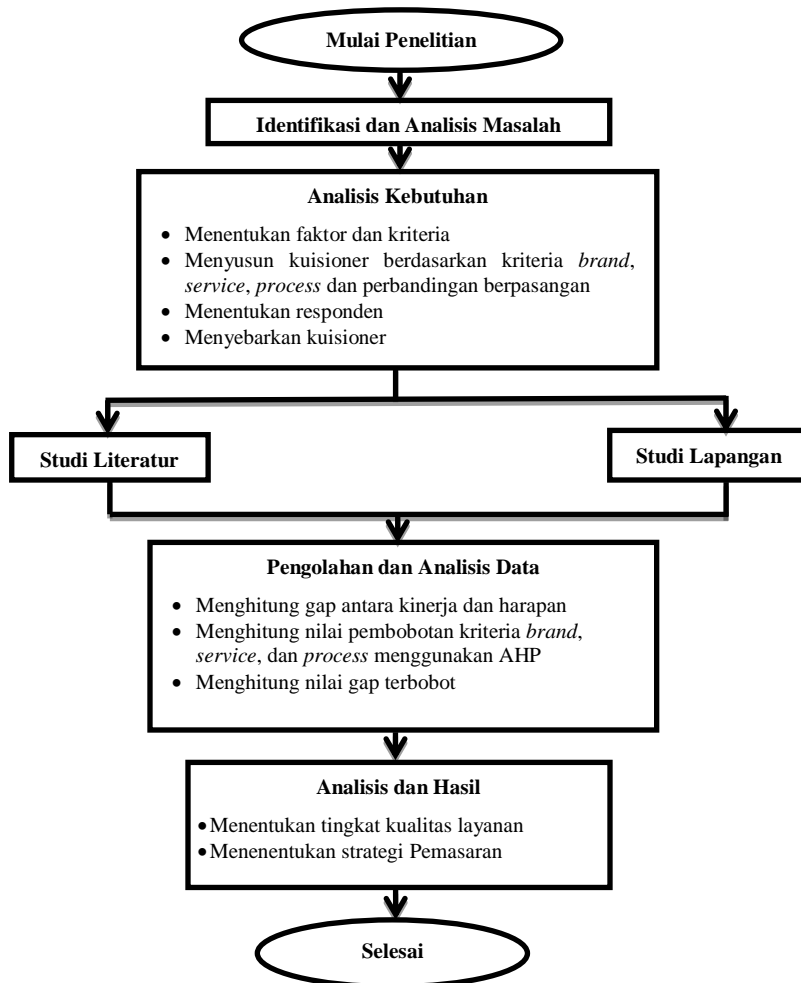 Mulai Penelitian
Identifikasi dan Analisis Masalah
Analisis Kebutuhan
• Menentukan faktor dan kriteria
• Menyusun kuisioner berdasarkan kriteria brand,
service, process dan perbandingan berpasangan
• Menentukan responden
• Menyebarkan kuisioner
Studi Literatur
Studi Lapangan
Pengolahan dan Analisis Data
• Menghitung gap antara kinerja dan harapan
• Menghitung nilai pembobotan kriteria brand,
service, dan process menggunakan AHP
• Menghitung nilai gap terbobot
Analisis dan Hasil
• Menentukan tingkat kualitas layanan
• Menenentukan strategi Pemasaran
Selesai